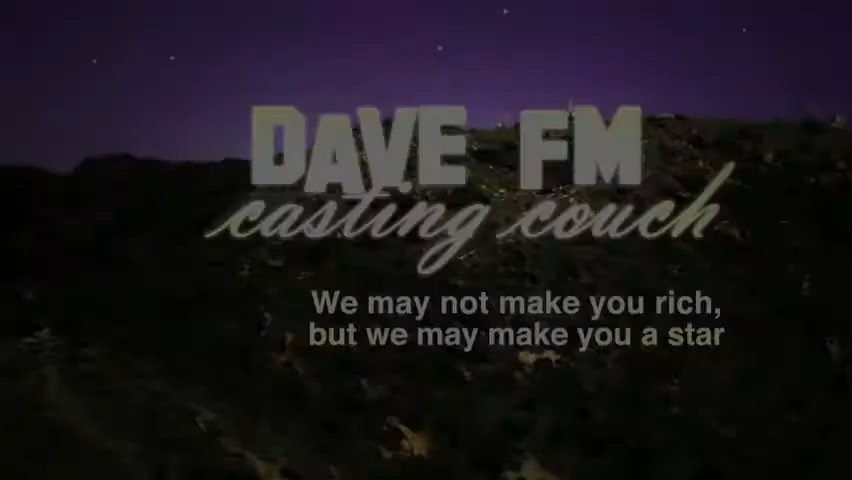 DAVE FM
casting couch
We may not make you rich,
but we may make you a star